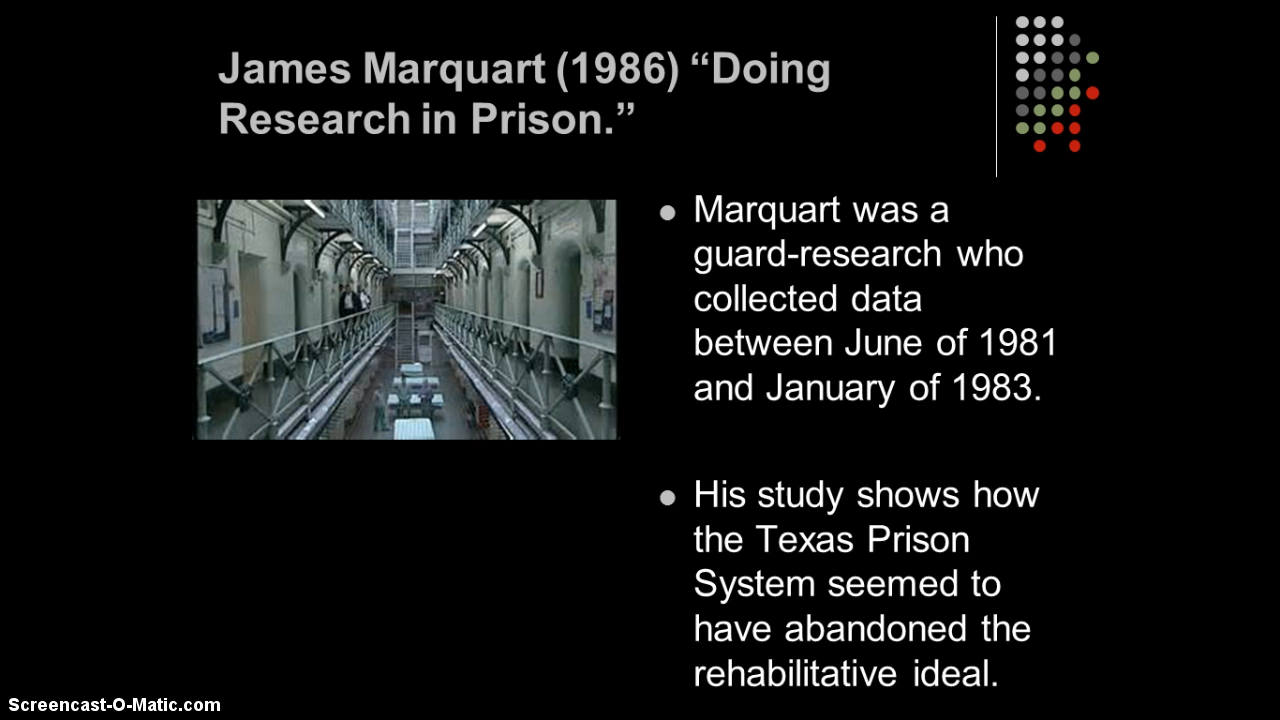 James Marquart (1986) “Doing
Research in Prison.”
Marquart was a
guard-research who
collected data
between June of 1981
and January of 1983.
His study shows how
the Texas Prison
System seemed to
have abandoned the
rehabilitative ideal.
Screencast-O-Matic.com